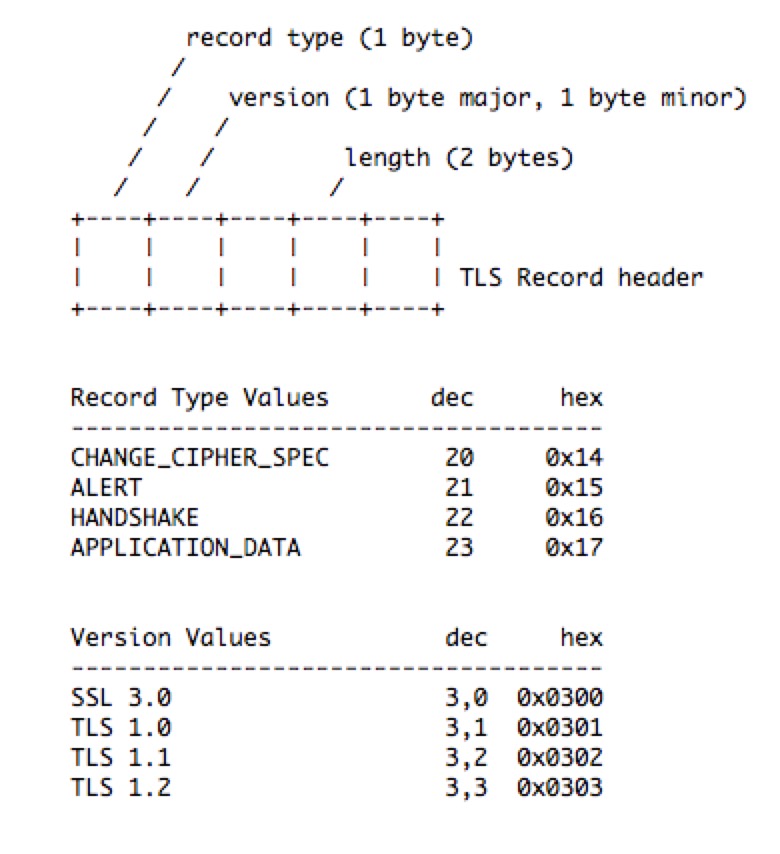 record type (1 byte)
/
/ version (1 byte major, 1 byte minor)
/ /
/ / length (2 bytes)
/ / /
+----+----+----+----+----+
| | | | | |
| | | | | | TLS Record header
+----+----+----+----+----+
Record Type Values dec hex
-------------------------------------
CHANGE_CIPHER_SPEC 20 0x14
ALERT 21 0x15
HANDSHAKE 22 0x16
APPLICATION_DATA 23 0x17
Version Values dec hex
-------------------------------------
SSL 3.0 3,0 0x0300
TLS 1.0 3,1 0x0301
TLS 1.1 3,2 0x0302
TLS 1.2 3,3 0x0303